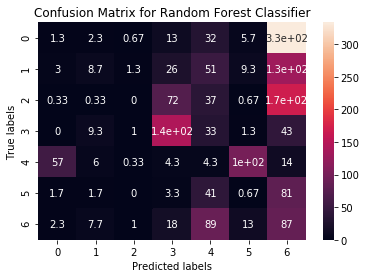 Confusion Matrix for Random Forest Classifier
0 1.3 2.3 0.67 13 32 5.7 3.3e+02
1 3 8.7 1.3 26 51 9.3 1.3e+02
2 0.33 0.33 0 72 37 0.67 1.7e+02
3 0 9.3 1 1.4e+02 33 1.3 43
4 57 6 0.33 4.3 4.3 1e+02 14
5 1.7 1.7 0 3.3 41 0.67 81
6 2.3 7.7 1 18 89 13 87
0 1 2 3 4 5 6
Predicted labels
True labels
300
250
200
150
100
50
0